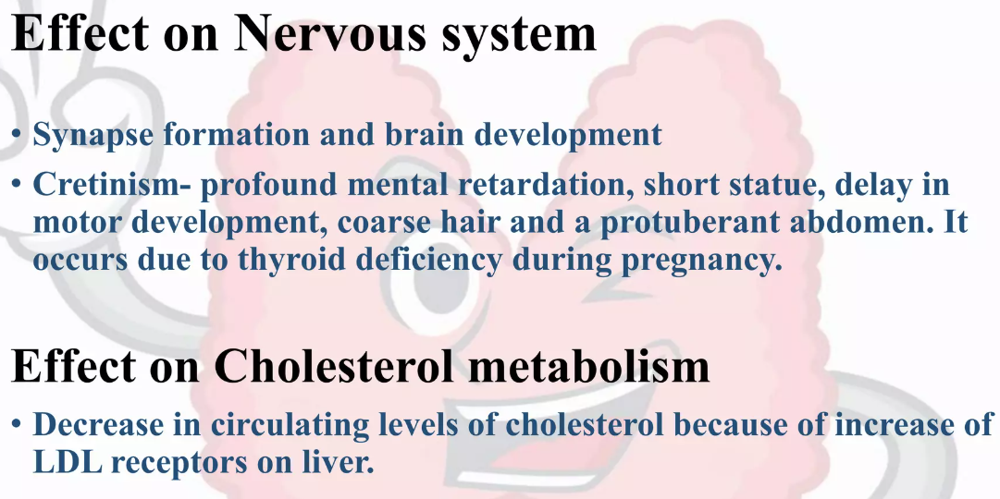 Effect on Nervous system
• Synapse formation and brain development
• Cretinism- profound mental retardation, short statue, delay in
motor development, coarse hair and a protuberant abdomen. It
occurs due to thyroid deficiency during pregnancy.
Effect on Cholesterol metabolism
• Decrease in circulating levels of cholesterol because of increase of
LDL receptors on liver.